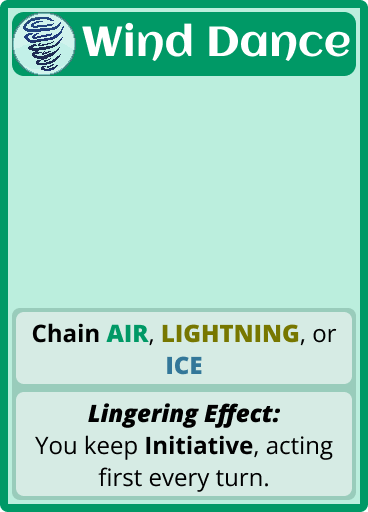 Wind Dance
Chain AIR, LIGHTNING, or
ICE
Lingering Effect:
You keep Initiative, acting
first every turn.